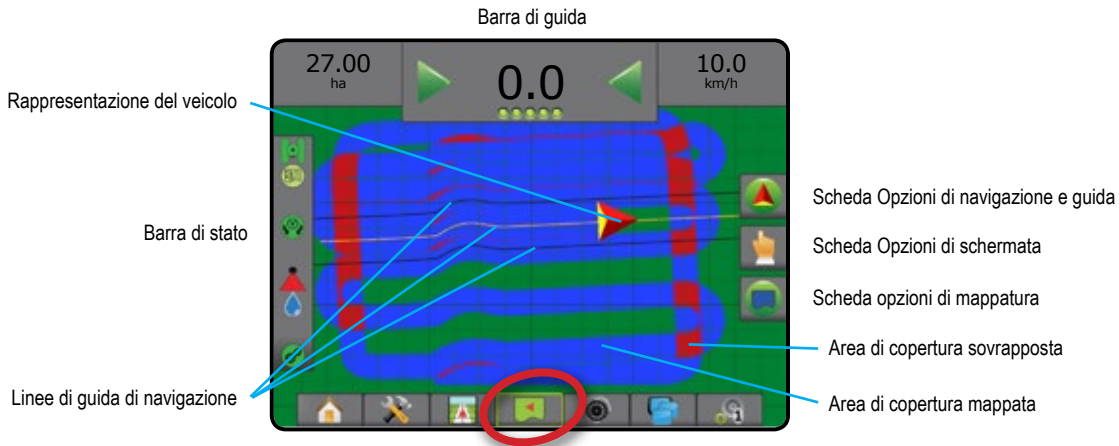 Barra di guida
27.00
ha
0.0
10.0
km/h
Rappresentazione del veicolo
Barra di stato
Linee di guida di navigazione
Scheda Opzioni di navigazione e guida
Scheda Opzioni di schermata
Scheda opzioni di mappatura
Area di copertura sovrapposta
Area di copertura mappata